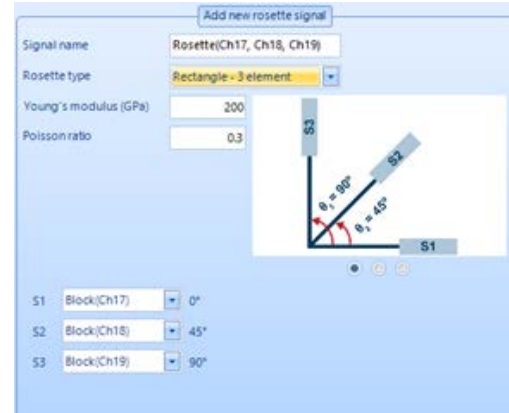 Add new rosette signal
Signal name Rosette(Ch17, Ch18, Ch19)
Rosette type Rectangle - 3 element
Young's modulus (GPa) 200
Poisson ratio 0.3
S3
S2
θ₃ = 90°
θ₂ = 45°
S1
S1 Block(Ch17) 0°
S2 Block(Ch18) 45°
S3 Block(Ch19) 90°